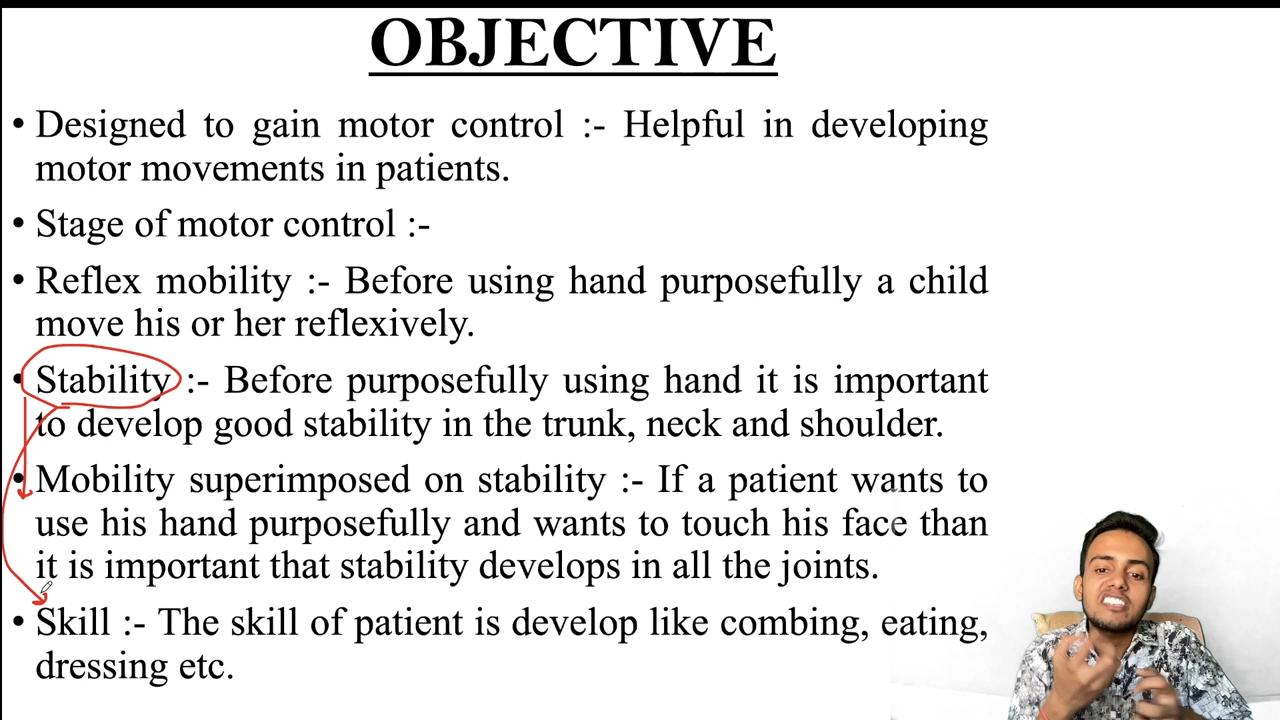 OBJECTIVE
• Designed to gain motor control :- Helpful in developing
motor movements in patients.
• Stage of motor control :-
• Reflex mobility :- Before using hand purposefully a child
move his or her reflexively.
• Stability :- Before purposefully using hand it is important
to develop good stability in the trunk, neck and shoulder.
• Mobility superimposed on stability :- If a patient wants to
use his hand purposefully and wants to touch his face than
it is important that stability develops in all the joints.
• Skill :- The skill of patient is develop like combing, eating,
dressing etc.